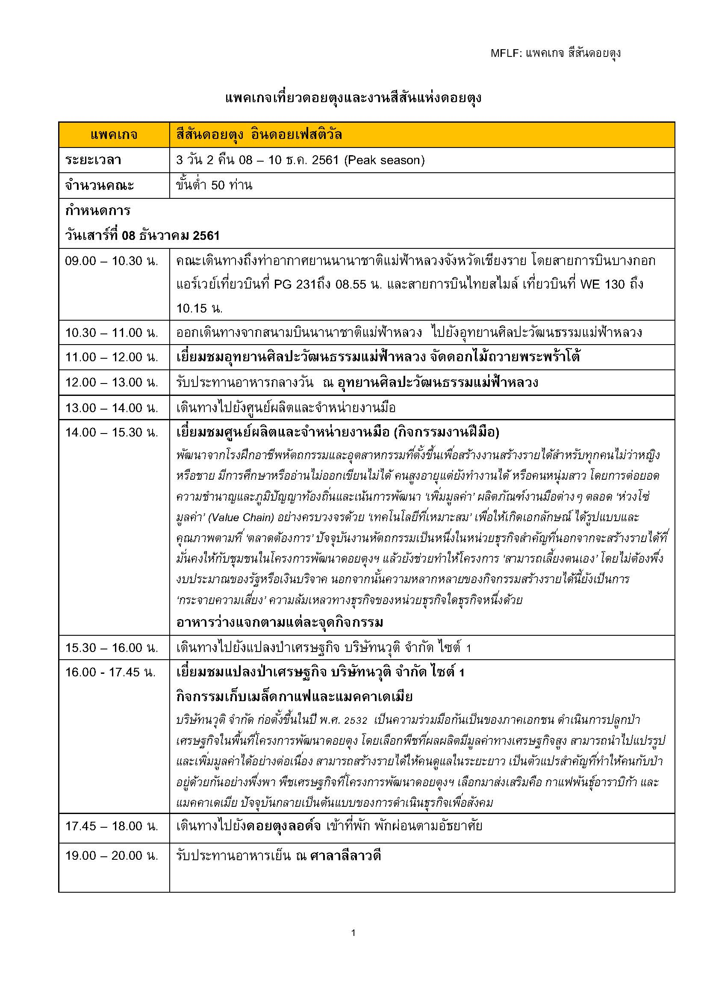 MFLF: แพคเกจ สีสันดอยตุง
แพคเกจเที่ยวดอยตุงและงานสีสันแห่งดอยตุง
แพคเกจ สีสันดอยตุง อินดอยเฟสติวัล
ระยะเวลา 3 วัน 2 คืน 08 – 10 ธ.ค. 2561 (Peak season)
จำนวนคณะ ขั้นต่ำ 50 ท่าน
กำหนดการ
วันเสาร์ที่ 08 ธันวาคม 2561
09.00 – 10.30 น. คณะเดินทางถึงท่าอากาศยานนานาชาติแม่ฟ้าหลวงจังหวัดเชียงราย โดยสายการบินบางกอก
แอร์เวย์เที่ยวบินที่ PG 231ถึง 08.55 น. และสายการบินไทยสไมล์ เที่ยวบินที่ WE 130 ถึง
10.15 น.
10.30 – 11.00 น. ออกเดินทางจากสนามบินนานาชาติแม่ฟ้าหลวง ไปยังอุทยานศิลปะวัฒนธรรมแม่ฟ้าหลวง
11.00 – 12.00 น. เยี่ยมชมอุทยานศิลปะวัฒนธรรมแม่ฟ้าหลวง จัดดอกไม้ถวายพระพร้าโต้
12.00 – 13.00 น. รับประทานอาหารกลางวัน ณ อุทยานศิลปะวัฒนธรรมแม่ฟ้าหลวง
13.00 – 14.00 น. เดินทางไปยังศูนย์ผลิตและจำหน่ายงานมือ
14.00 – 15.30 น. เยี่ยมชมศูนย์ผลิตและจำหน่ายงานมือ (กิจกรรมงานฝีมือ)
พัฒนาจากโรงฝึกอาชีพหัตถกรรมและอุตสาหกรรมที่ตั้งขึ้นเพื่อสร้างงานสร้างรายได้สำหรับทุกคนไม่ว่าหญิง
หรือชาย มีการศึกษาหรืออ่านไม่ออกเขียนไม่ได้ คนสูงอายุแต่ยังทำงานได้ หรือคนหนุ่มสาว โดยการต่อยอด
ความชำนาญและภูมิปัญญาท้องถิ่นและเน้นการพัฒนา ‘เพิ่มมูลค่า’ ผลิตภัณฑ์งานมือต่างๆ ตลอด ‘ห่วงโซ่
มูลค่า’ (Value Chain) อย่างครบวงจรด้วย ‘เทคโนโลยีที่เหมาะสม’ เพื่อให้เกิดเอกลักษณ์ ได้รูปแบบและ
คุณภาพตามที่ ‘ตลาดต้องการ’ ปัจจุบันงานหัตถกรรมเป็นหนึ่งในหน่วยธุรกิจสำคัญที่นอกจากจะสร้างรายได้ที่
มั่นคงให้กับชุมชนในโครงการพัฒนาดอยตุงฯ แล้วยังช่วยทำให้โครงการ ‘สามารถเลี้ยงตนเอง’ โดยไม่ต้องพึ่ง
งบประมาณของรัฐหรือเงินบริจาค นอกจากนั้นความหลากหลายของกิจกรรมสร้างรายได้นี้ยังเป็นการ
‘กระจายความเสี่ยง’ ความล้มเหลวทางธุรกิจของหน่วยธุรกิจใดธุรกิจหนึ่งด้วย
อาหารว่างแจกตามแต่ละจุดกิจกรรม
15.30 – 16.00 น. เดินทางไปยังแปลงป่าเศรษฐกิจ บริษัทนวุติ จำกัด ไซต์ 1
16.00 - 17.45 น. เยี่ยมชมแปลงป่าเศรษฐกิจ บริษัทนวุติ จำกัด ไซต์ 1
กิจกรรมเก็บเมล็ดกาแฟและแมคคาเดเมีย
บริษัทนวุติ จำกัด ก่อตั้งขึ้นในปี พ.ศ. 2532 เป็นความร่วมมือกันเป็นของภาคเอกชน ดำเนินการปลูกป่า
เศรษฐกิจในพื้นที่โครงการพัฒนาดอยตุง โดยเลือกพืชที่ผลผลิตมีมูลค่าทางเศรษฐกิจสูง สามารถนำไปแปรรูป
และเพิ่มมูลค่าได้อย่างต่อเนื่อง สามารถสร้างรายได้ให้คนดูแลในระยะยาว เป็นตัวแปรสำคัญที่ทำให้คนกับป่า
อยู่ด้วยกันอย่างพึ่งพา พืชเศรษฐกิจที่โครงการพัฒนาดอยตุงฯ เลือกมาส่งเสริมคือ กาแฟพันธุ์อาราบิก้า และ
แมคคาเดเมีย ปัจจุบันกลายเป็นต้นแบบของการดำเนินธุรกิจเพื่อสังคม
17.45 – 18.00 น. เดินทางไปยังดอยตุงลอด์จ เข้าที่พัก พักผ่อนตามอัธยาศัย
19.00 – 20.00 น. รับประทานอาหารเย็น ณ ศาลาลีลาวดี
1